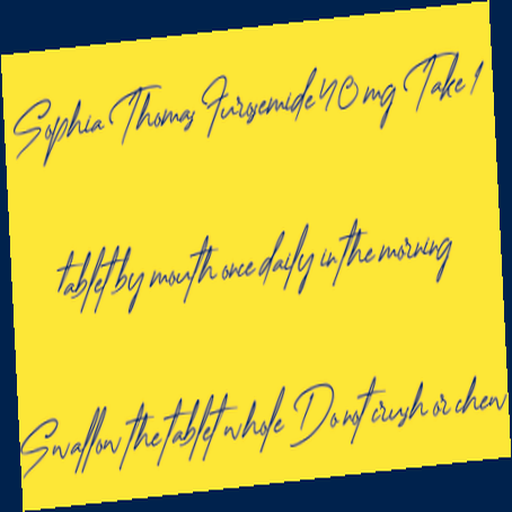 Sophia Thomas Furosemide 40 mg Take 1
tablet by mouth once daily in the morning
Swallow the tablet whole Do not crush or chew